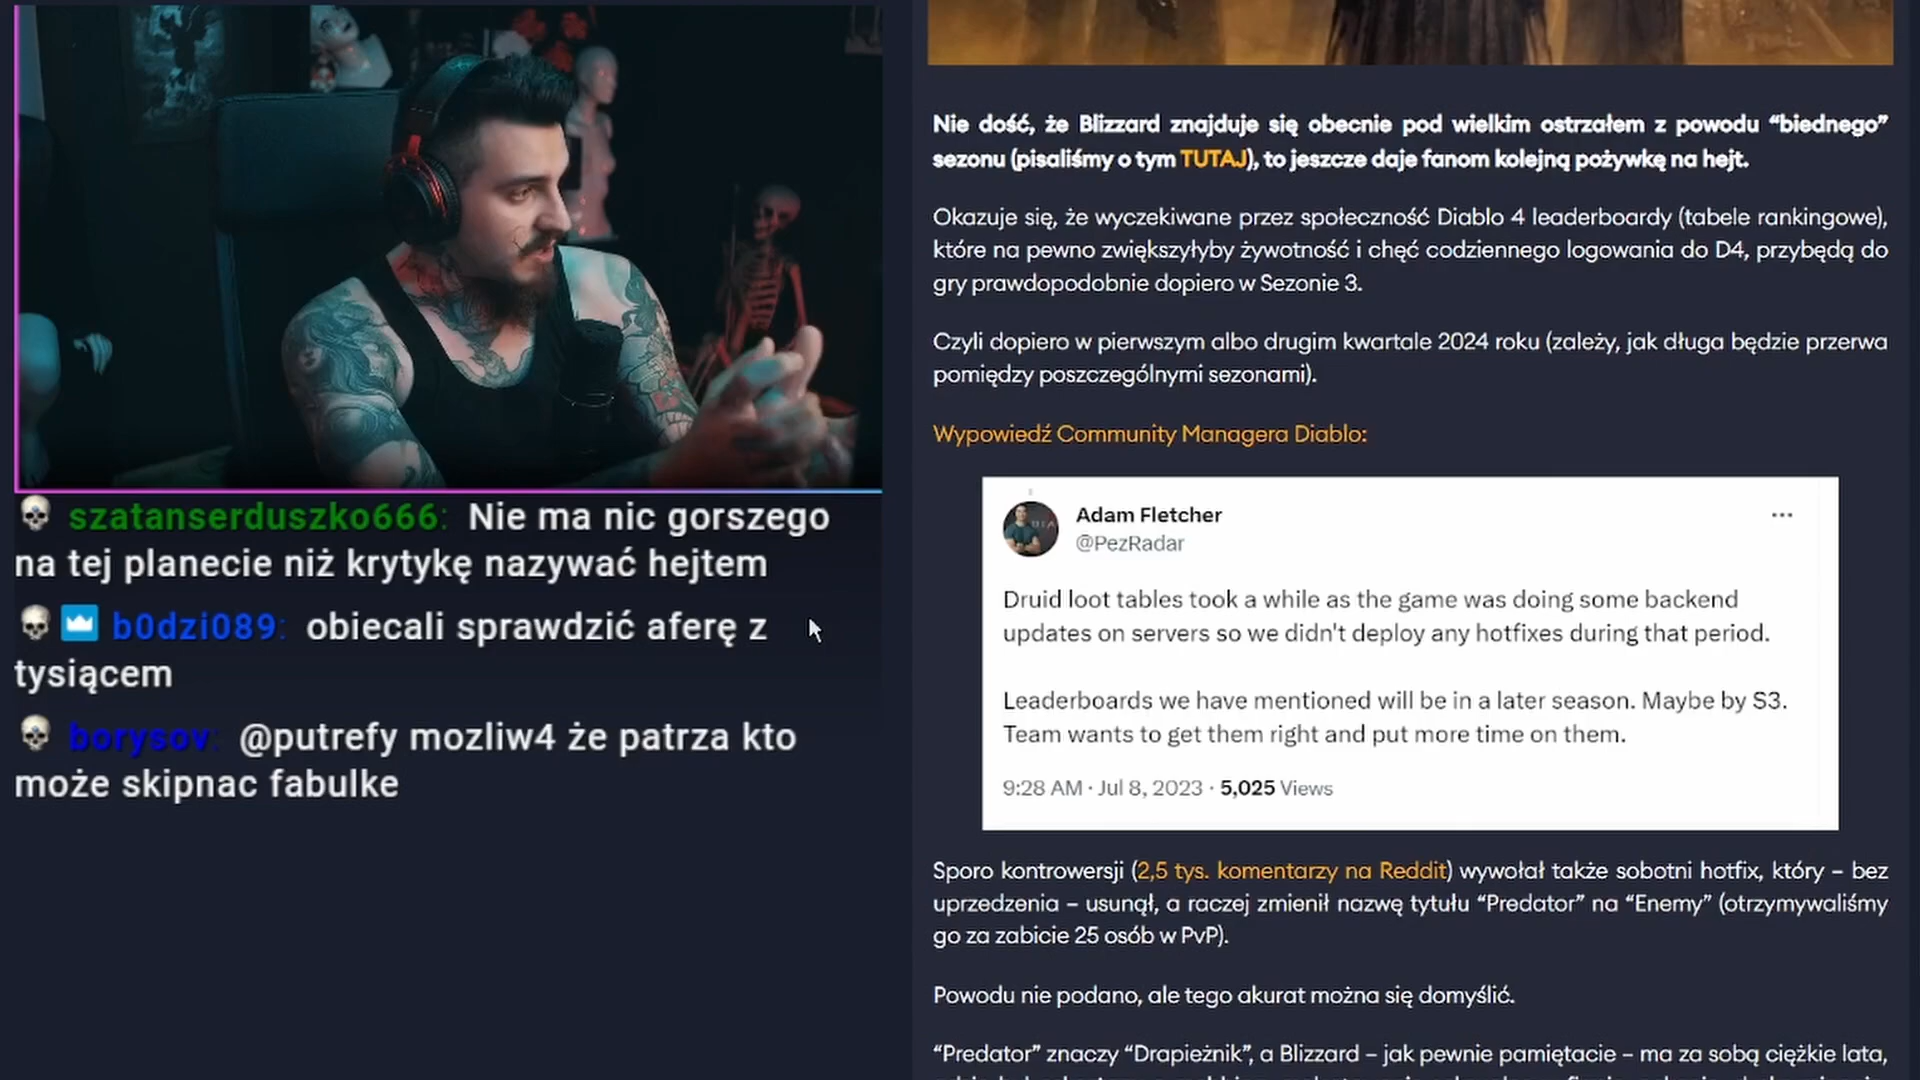 szatanserduszko666: Nie ma nic gorszego
na tej planecie niż krytykę nazywać hejtem
b0dzi089: obiecali sprawdzić aferę z
tysiącem
borysov: @putrefy mozliw4 że patrza kto
może skipnac fabulke
Nie dość, że Blizzard znajduje się obecnie pod wielkim ostrzałem z powodu “biednego”
sezonu (pisaliśmy o tym TUTAJ), to jeszcze daje fanom kolejną pożywkę na hejt.
Okazuje się, że wyczekiwane przez społeczność Diablo 4 leaderboardy (tabele rankingowe),
które na pewno zwiększyłyby żywotność i chęć codziennego logowania do D4, przybędą do
gry prawdopodobnie dopiero w Sezonie 3.
Czyli dopiero w pierwszym albo drugim kwartale 2024 roku (zależy, jak długa będzie przerwa
pomiędzy poszczególnymi sezonami).
Wypowiedź Community Managera Diablo:
Adam Fletcher
@PezRadar
Druid loot tables took a while as the game was doing some backend
updates on servers so we didn't deploy any hotfixes during that period.
Leaderboards we have mentioned will be in a later season. Maybe by S3.
Team wants to get them right and put more time on them.
9:28 AM · Jul 8, 2023 · 5,025 Views
Sporo kontrowersji (2,5 tys. komentarzy na Reddit) wywołał także sobotni hotfix, który – bez
uprzedzenia – usunął, a raczej zmienił nazwę tytułu “Predator” na “Enemy” (otrzymywaliśmy
go za zabicie 25 osób w PvP).
Powodu nie podano, ale tego akurat można się domyślić.
“Predator” znaczy “Drapieżnik”, a Blizzard – jak pewnie pamiętacie – ma za sobą ciężkie lata,